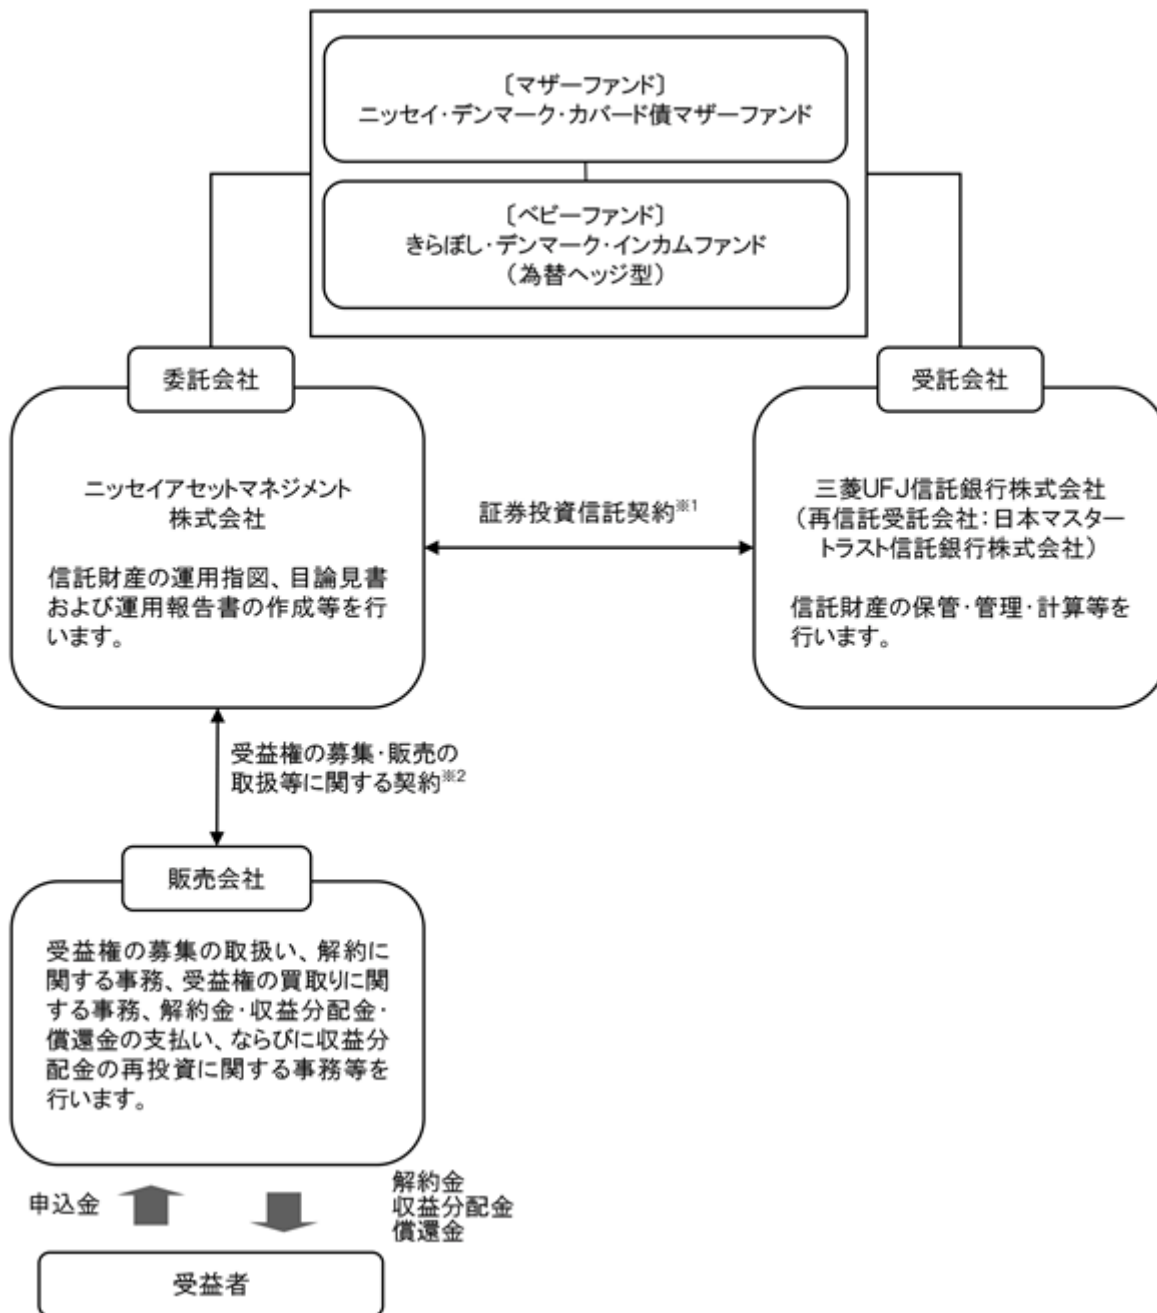 〔マザーファンド〕
ニッセイ・デンマーク・カバード債マザーファンド
〔ベビーファンド〕
きらぼし・デンマーク・インカムファンド
（為替ヘッジ型）
委託会社
ニッセイアセットマネジメント
株式会社
信託財産の運用指図、目論見書
および運用報告書の作成等を行
います。
証券投資信託契約※1
受託会社
三菱UFJ信託銀行株式会社
（再信託受託会社：日本マスター
トラスト信託銀行株式会社）
信託財産の保管・管理・計算等を
行います。
受益権の募集・販売の
取扱等に関する契約※2
販売会社
受益権の募集の取扱い、解約に
関する事務、受益権の買取りに関
する事務、解約金・収益分配金・
償還金の支払い、ならびに収益分
配金の再投資に関する事務等を
行います。
申込金
解約金
収益分配金
償還金
受益者